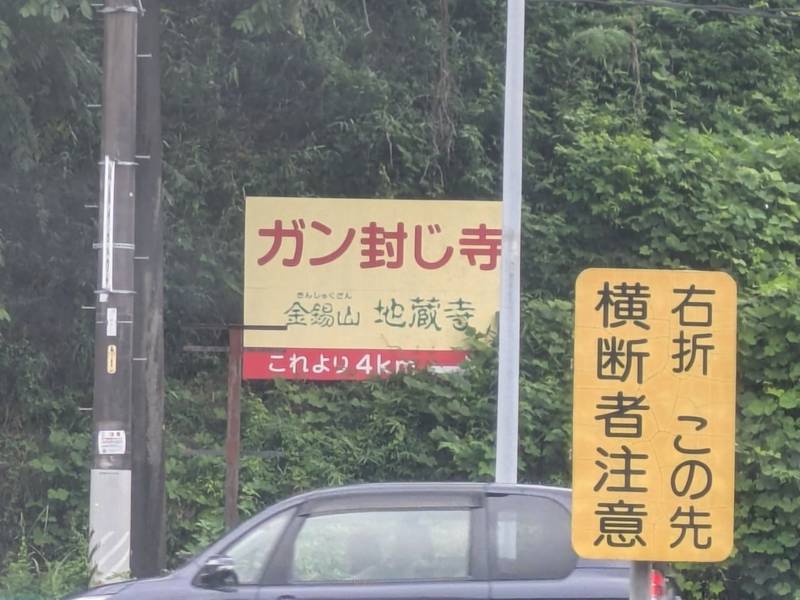 ガン封じ寺
きんしゃくざん
金錫山 地蔵寺
これより4km
右折 この先
横断者注意